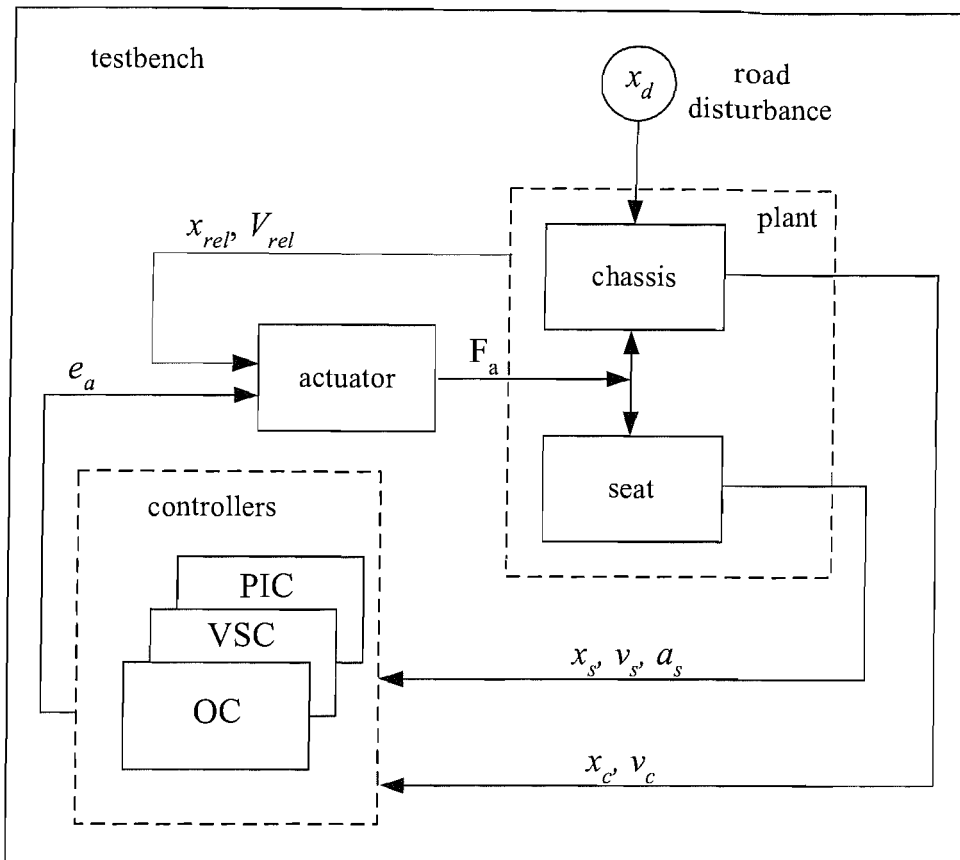 testbench
x_d
road
disturbance
plant
x_rel, V_rel
chassis
F_a
actuator
e_a
seat
controllers
PIC
VSC
OC
x_s, v_s, a_s
x_c, v_c